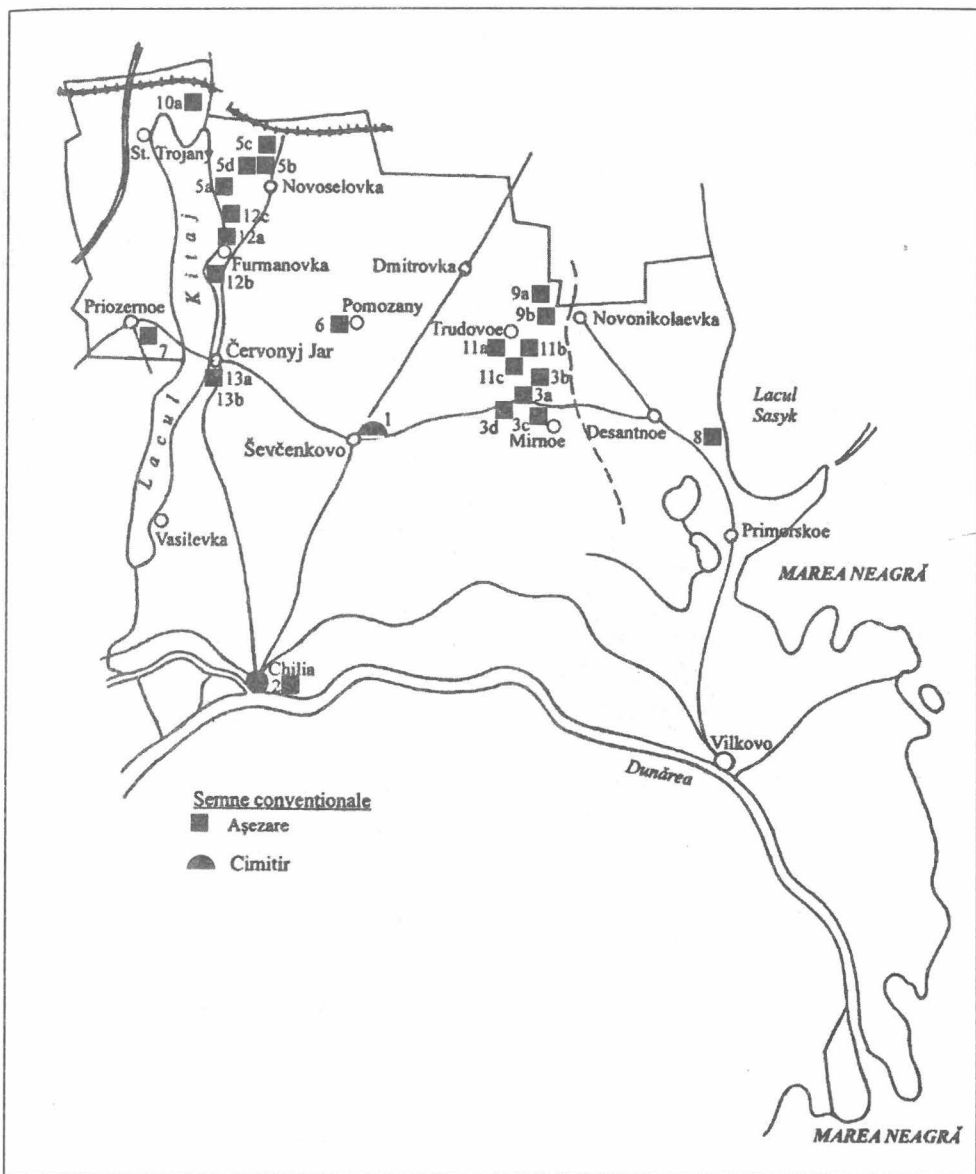 10a
St. Trojany
5c
5d
5b
5a
Novoselovka
12c
12a
Furmanovka
12b
Lacul Kitaj
Priozernoe
7
Dmitrovka
Pomozany
6
9a
9b
Trudovoe
Novonikolaevka
11a
11b
11c
3b
3a
3d
3c
Mirnoe
Červonyj Jar
13a
13b
1
Ševčenkovo
Desantnoe
8
Lacul
Sasyk
Vasilevka
Primorskoe
MAREA NEAGRĂ
Chilia
2
Vilkovo
Dunărea
Semne convenționale
Așezare
Cimitir
MAREA NEAGRĂ